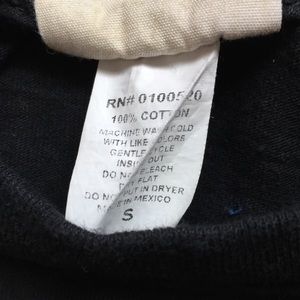 RN# 0100520
100% COTTON
MACHINE WASH COLD
WITH LIKE COLORS
GENTLE CYCLE
INSIDE OUT
DO NOT BLEACH
DRY FLAT
DO NOT PUT IN DRYER
MADE IN MEXICO
S